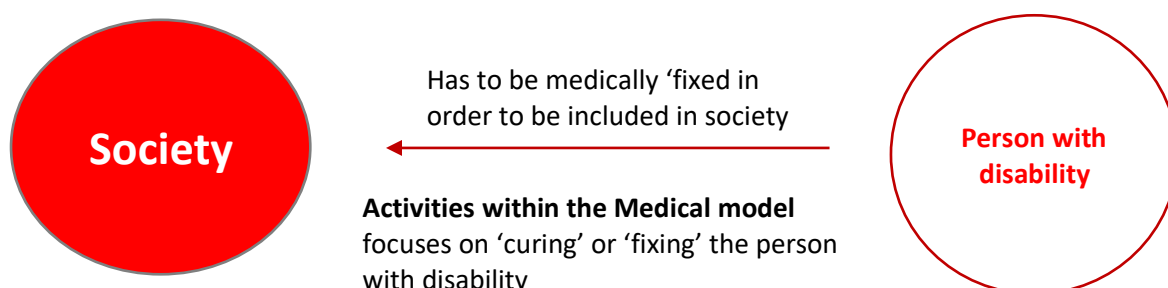 Society
Has to be medically ‘fixed in
order to be included in society
Person with
disability
Activities within the Medical model
focuses on ‘curing’ or ‘fixing’ the person
with disability